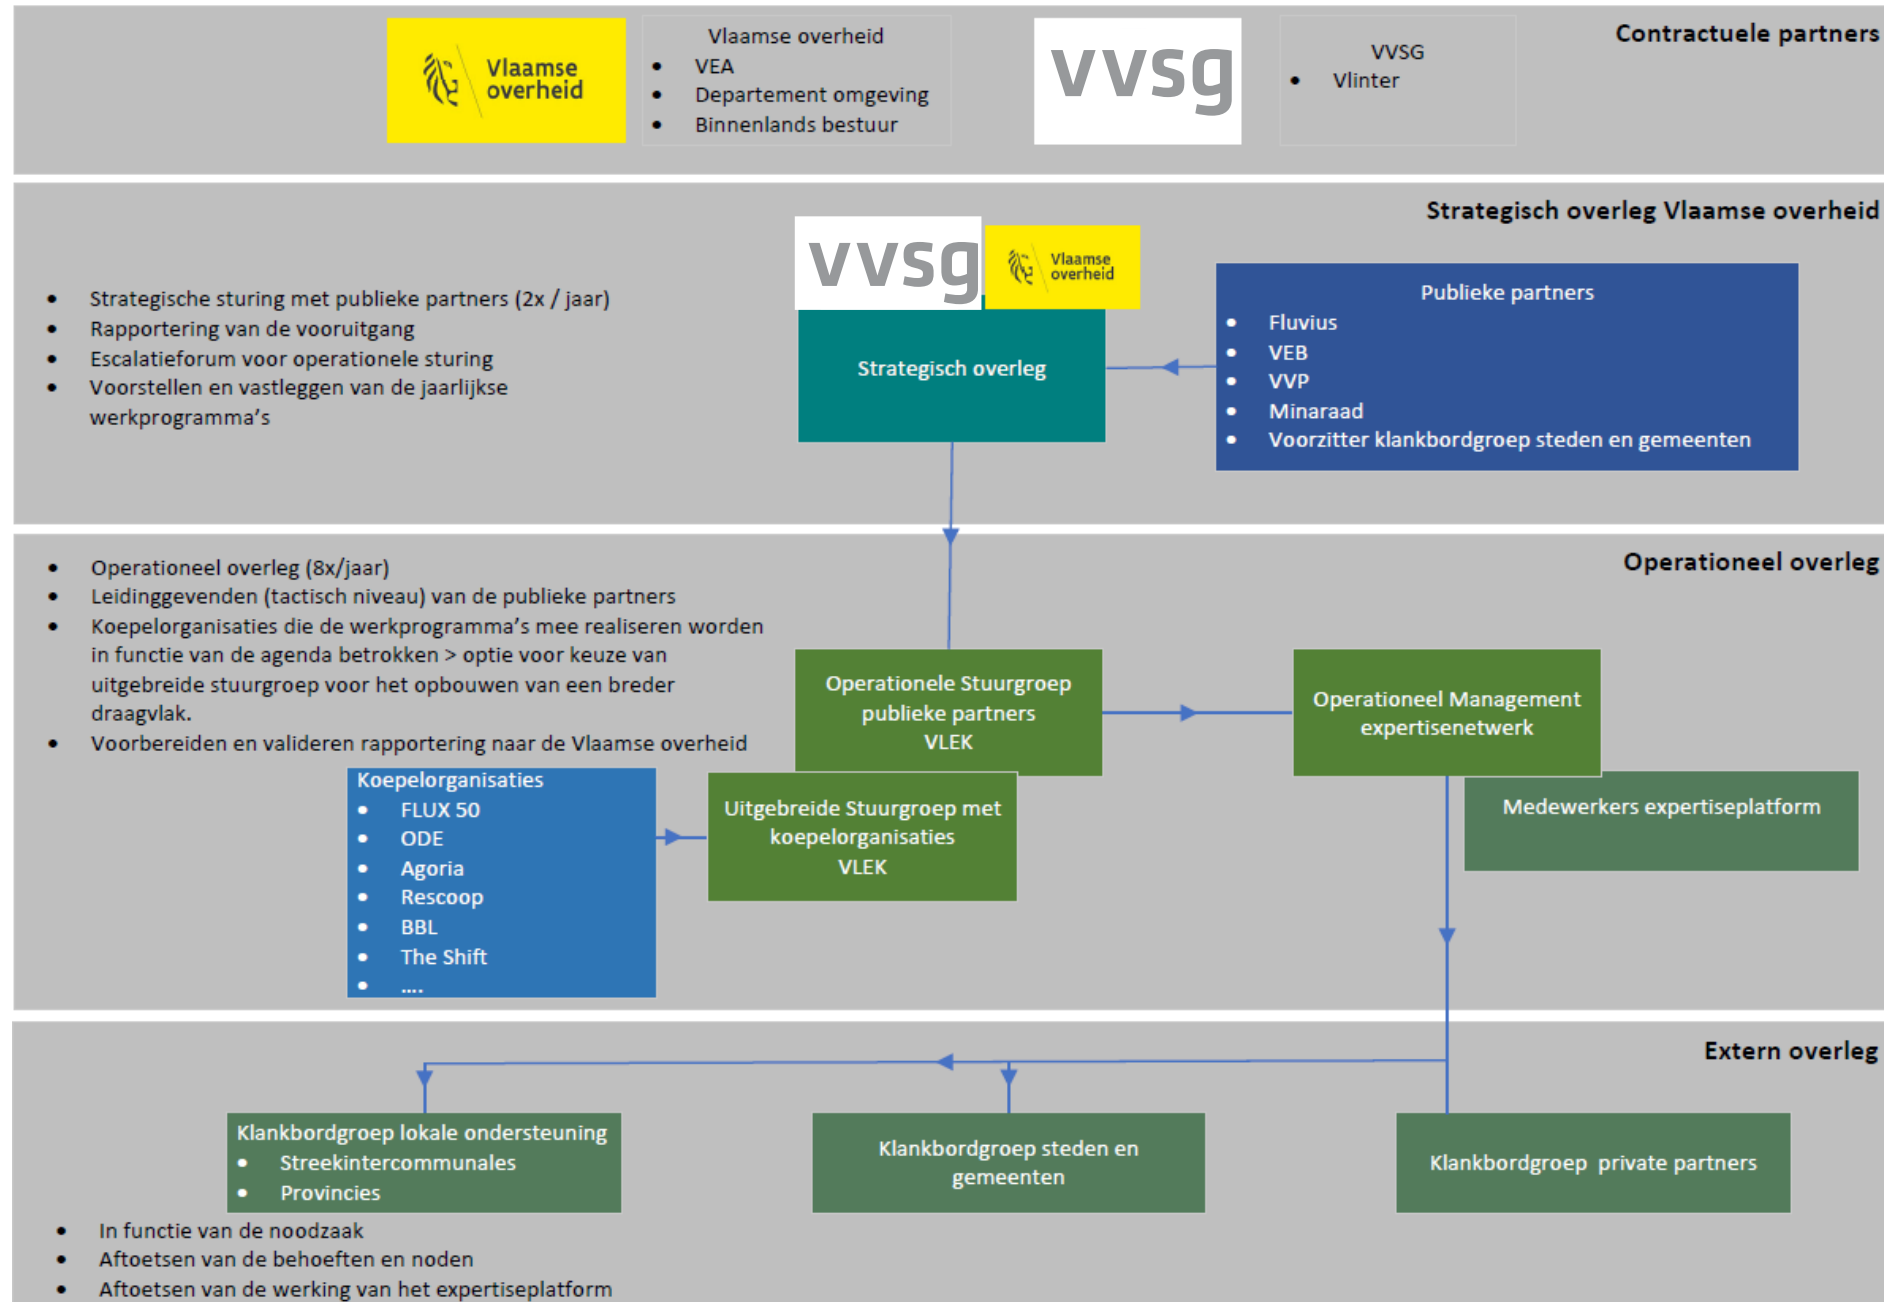 Contractuele partners
Vlaamse
overheid
Vlaamse overheid
• VEA
• Departement omgeving
• Binnenlands bestuur
vvsg
VVSG
• Vlinter
Strategisch overleg Vlaamse overheid
• Strategische sturing met publieke partners (2x / jaar)
• Rapportering van de vooruitgang
• Escalatieforum voor operationele sturing
• Voorstellen en vastleggen van de jaarlijkse
werkprogramma's
vvsg
Vlaamse
overheid
Strategisch overleg
Publieke partners
• Fluvius
• VEB
• VVP
• Minaraad
• Voorzitter klankbordgroep steden en gemeenten
Operationeel overleg
• Operationeel overleg (8x/jaar)
• Leidinggevenden (tactisch niveau) van de publieke partners
• Koepelorganisaties die de werkprogramma's mee realiseren worden
in functie van de agenda betrokken > optie voor keuze van
uitgebreide stuurgroep voor het opbouwen van een breder
draagvlak.
• Voorbereiden en valideren rapportering naar de Vlaamse overheid
Operationele Stuurgroep
publieke partners
VLEK
Operationeel Management
expertisenetwerk
Koepelorganisaties
• FLUX 50
• ODE
• Agoria
• Rescoop
• BBL
• The Shift
• ....
Uitgebreide Stuurgroep met
koepelorganisaties
VLEK
Medewerkers expertiseplatform
Extern overleg
Klankbordgroep lokale ondersteuning
• Streekintercommunales
• Provincies
Klankbordgroep steden en
gemeenten
Klankbordgroep private partners
• In functie van de noodzaak
• Aftoetsen van de behoeften en noden
• Aftoetsen van de werking van het expertiseplatform